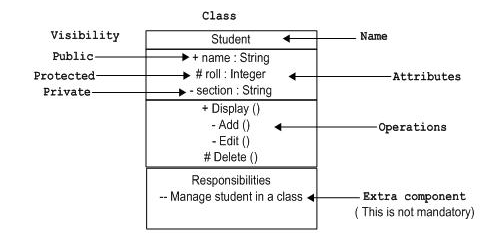 Class
Visibility
Student
Name
Public
+ name : String
Protected
# roll : Integer
Attributes
Private
- section : String
+ Display ()
- Add ()
Operations
- Edit ()
# Delete ()
Responsibilities
-- Manage student in a class
Extra component
( This is not mandatory)